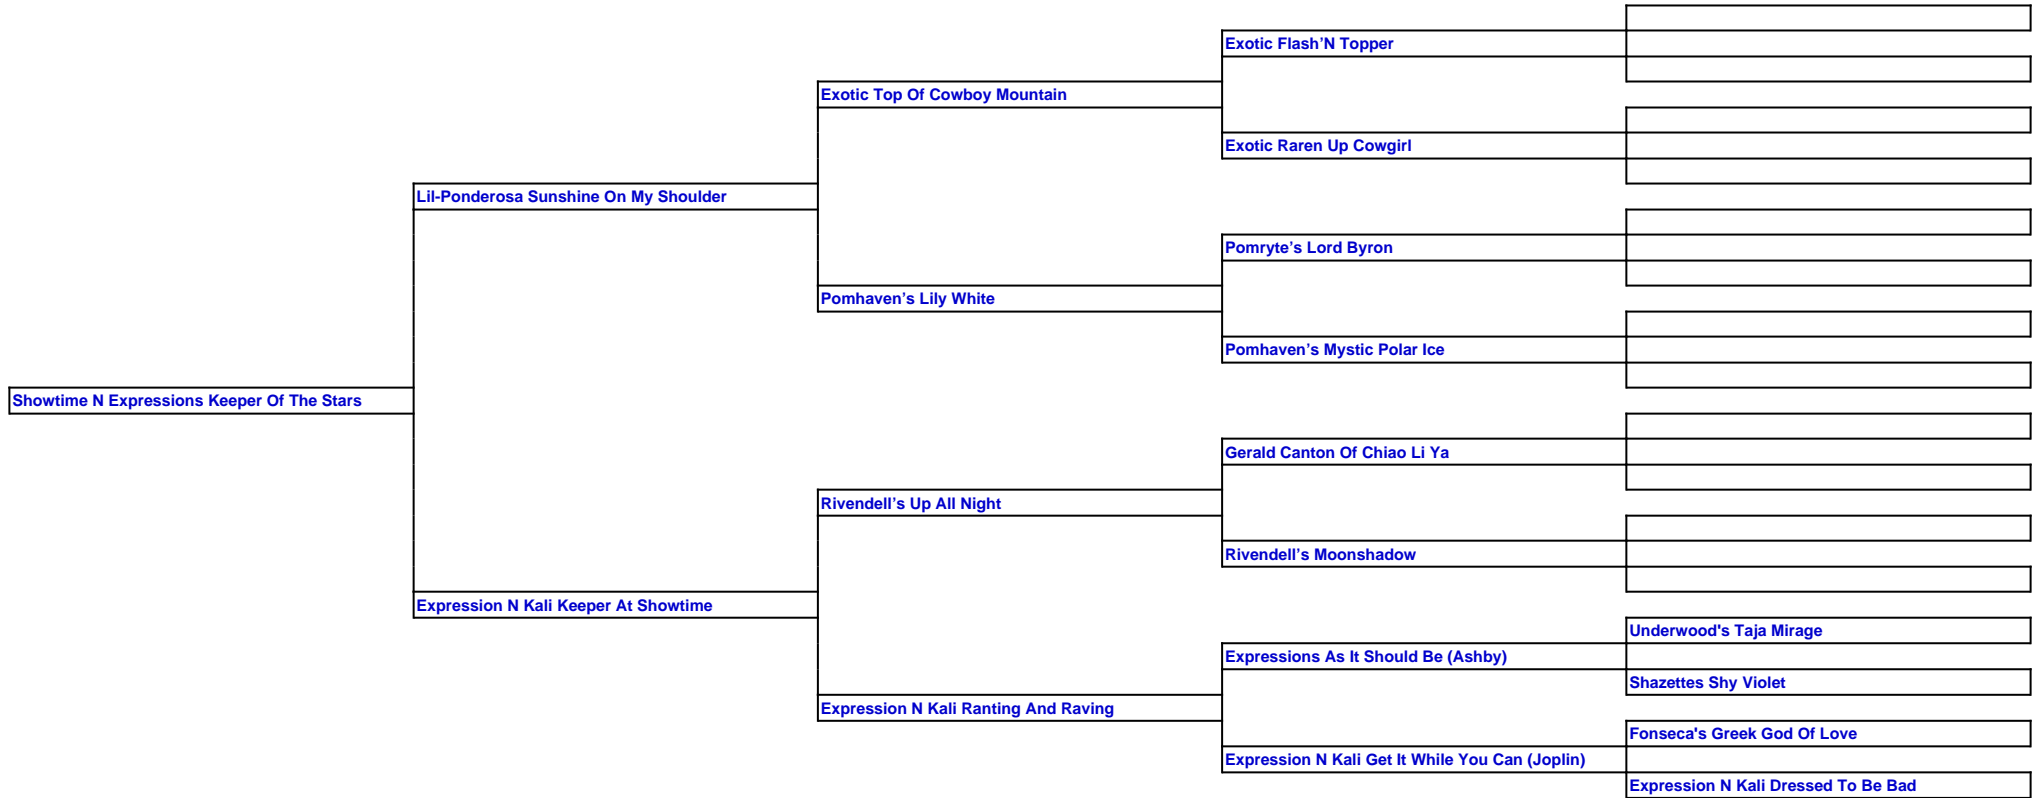 Exotic Flash’N Topper
Exotic Top Of Cowboy Mountain
Exotic Raren Up Cowgirl
Lil-Ponderosa Sunshine On My Shoulder
Pomryte’s Lord Byron
Pomhaven’s Lily White
Pomhaven’s Mystic Polar Ice
Showtime N Expressions Keeper Of The Stars
Gerald Canton Of Chiao Li Ya
Rivendell’s Up All Night
Rivendell’s Moonshadow
Expression N Kali Keeper At Showtime
Underwood's Taja Mirage
Expressions As It Should Be (Ashby)
Shazettes Shy Violet
Expression N Kali Ranting And Raving
Fonseca's Greek God Of Love
Expression N Kali Get It While You Can (Joplin)
Expression N Kali Dressed To Be Bad